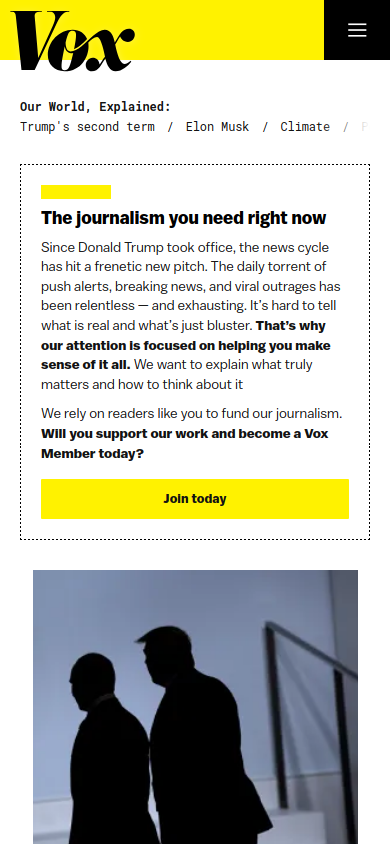 Vox
Our World, Explained:
Trump's second term / Elon Musk / Climate /
The journalism you need right now
Since Donald Trump took office, the news cycle
has hit a frenetic new pitch. The daily torrent of
push alerts, breaking news, and viral outrages has
been relentless — and exhausting. It’s hard to tell
what is real and what’s just bluster. That’s why
our attention is focused on helping you make
sense of it all. We want to explain what truly
matters and how to think about it
We rely on readers like you to fund our journalism.
Will you support our work and become a Vox
Member today?
Join today